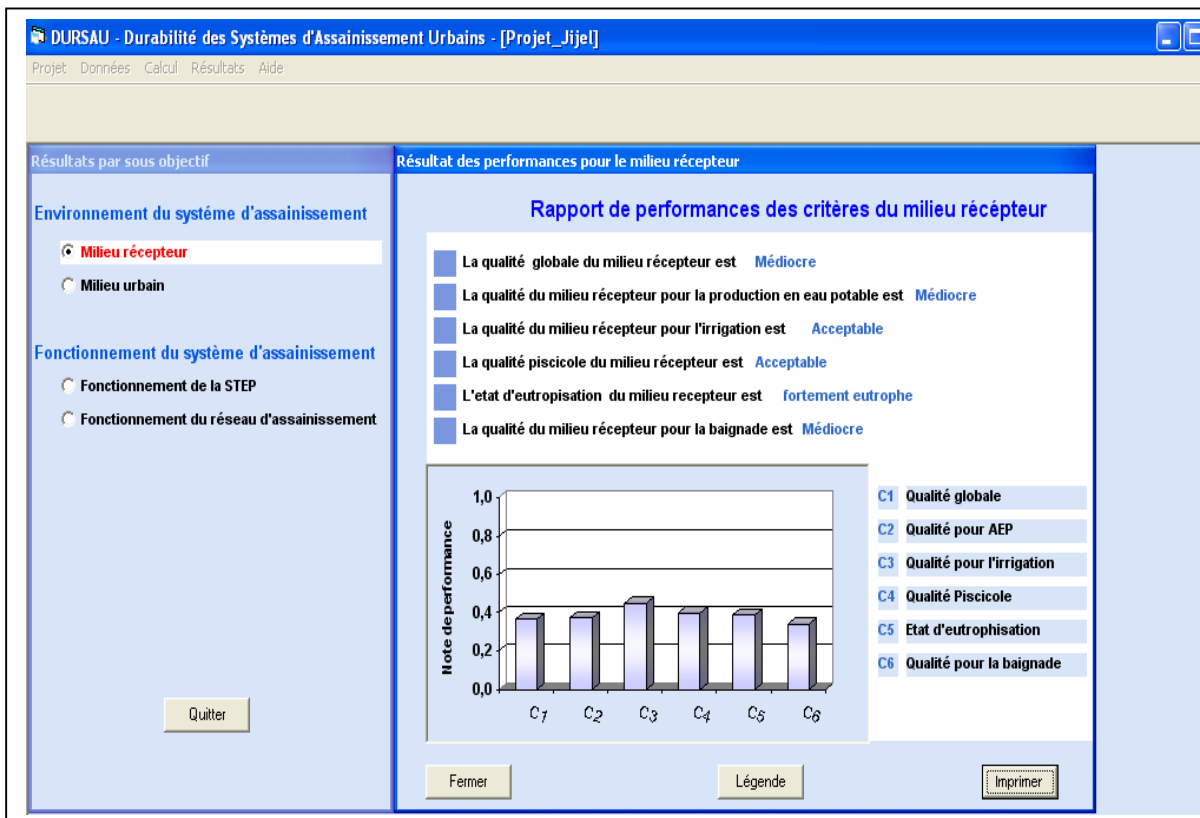 DURSAU - Durabilité des Systèmes d'Assainissement Urbains - [Projet_Jijel]
Projet Données Calcul Résultats Aide
Résultats par sous objectif
Environnement du systéme d'assainissement
Milieu récepteur
Milieu urbain
Fonctionnement du système d'assainissement
Fonctionnement de la STEP
Fonctionnement du réseau d'assainissement
Quitter
Résultat des performances pour le milieu récepteur
Rapport de performances des critères du milieu récépteur
La qualité globale du milieu récepteur est Médiocre
La qualité du milieu récepteur pour la production en eau potable est Médiocre
La qualité du milieu récepteur pour l'irrigation est Acceptable
La qualité piscicole du milieu récepteur est Acceptable
L'etat d'eutropisation du milieu recepteur est fortement eutrophe
La qualité du milieu récepteur pour la baignade est Médiocre
Note de performance
1,0
0,8
0,6
0,4
0,2
0,0
C1 C2 C3 C4 C5 C6
C1 Qualité globale
C2 Qualité pour AEP
C3 Qualité pour l'irrigation
C4 Qualité Piscicole
C5 Etat d'eutrophisation
C6 Qualité pour la baignade
Fermer Légende Imprimer